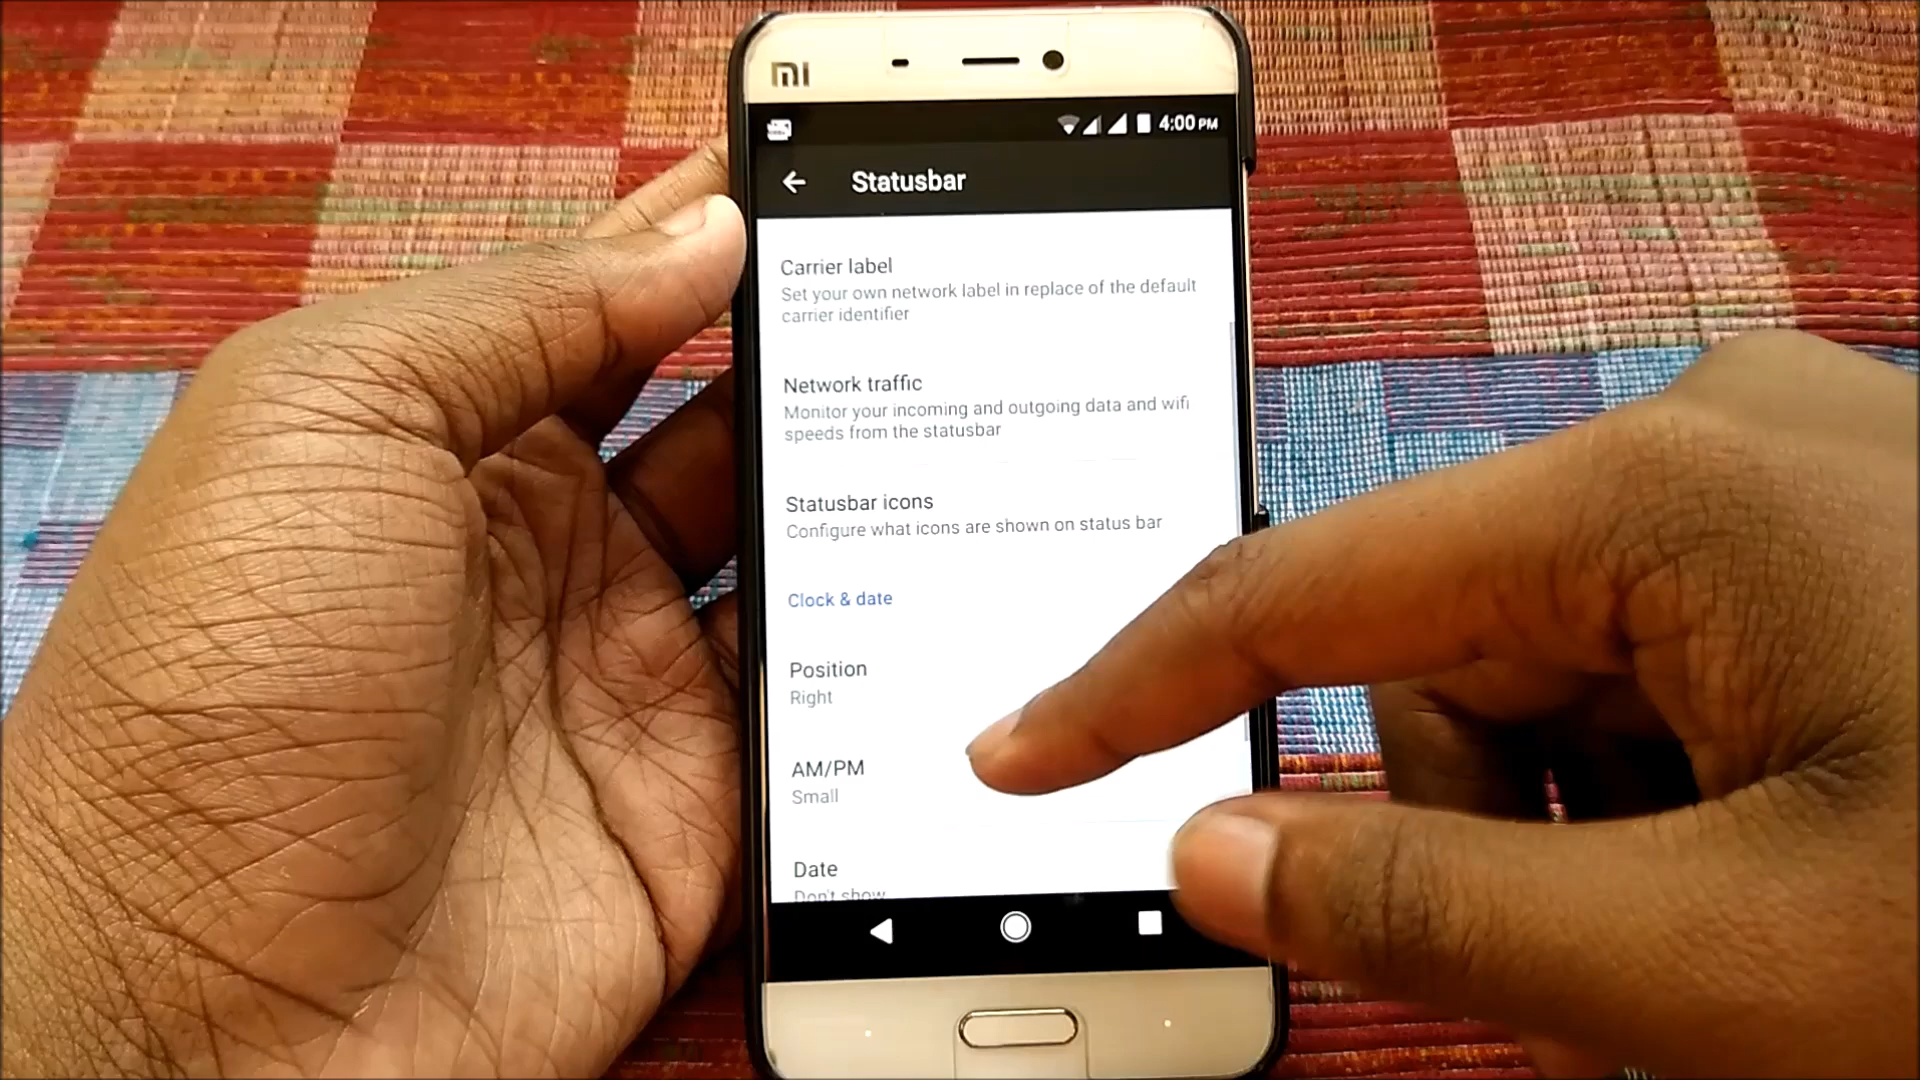 MI
4:00 PM
Statusbar
Carrier label
Set your own network label in replace of the default
carrier identifier
Network traffic
Monitor your incoming and outgoing data and wifi
speeds from the statusbar
Statusbar icons
Configure what icons are shown on status bar
Clock & date
Position
Right
AM/PM
Small
Date
Don't show